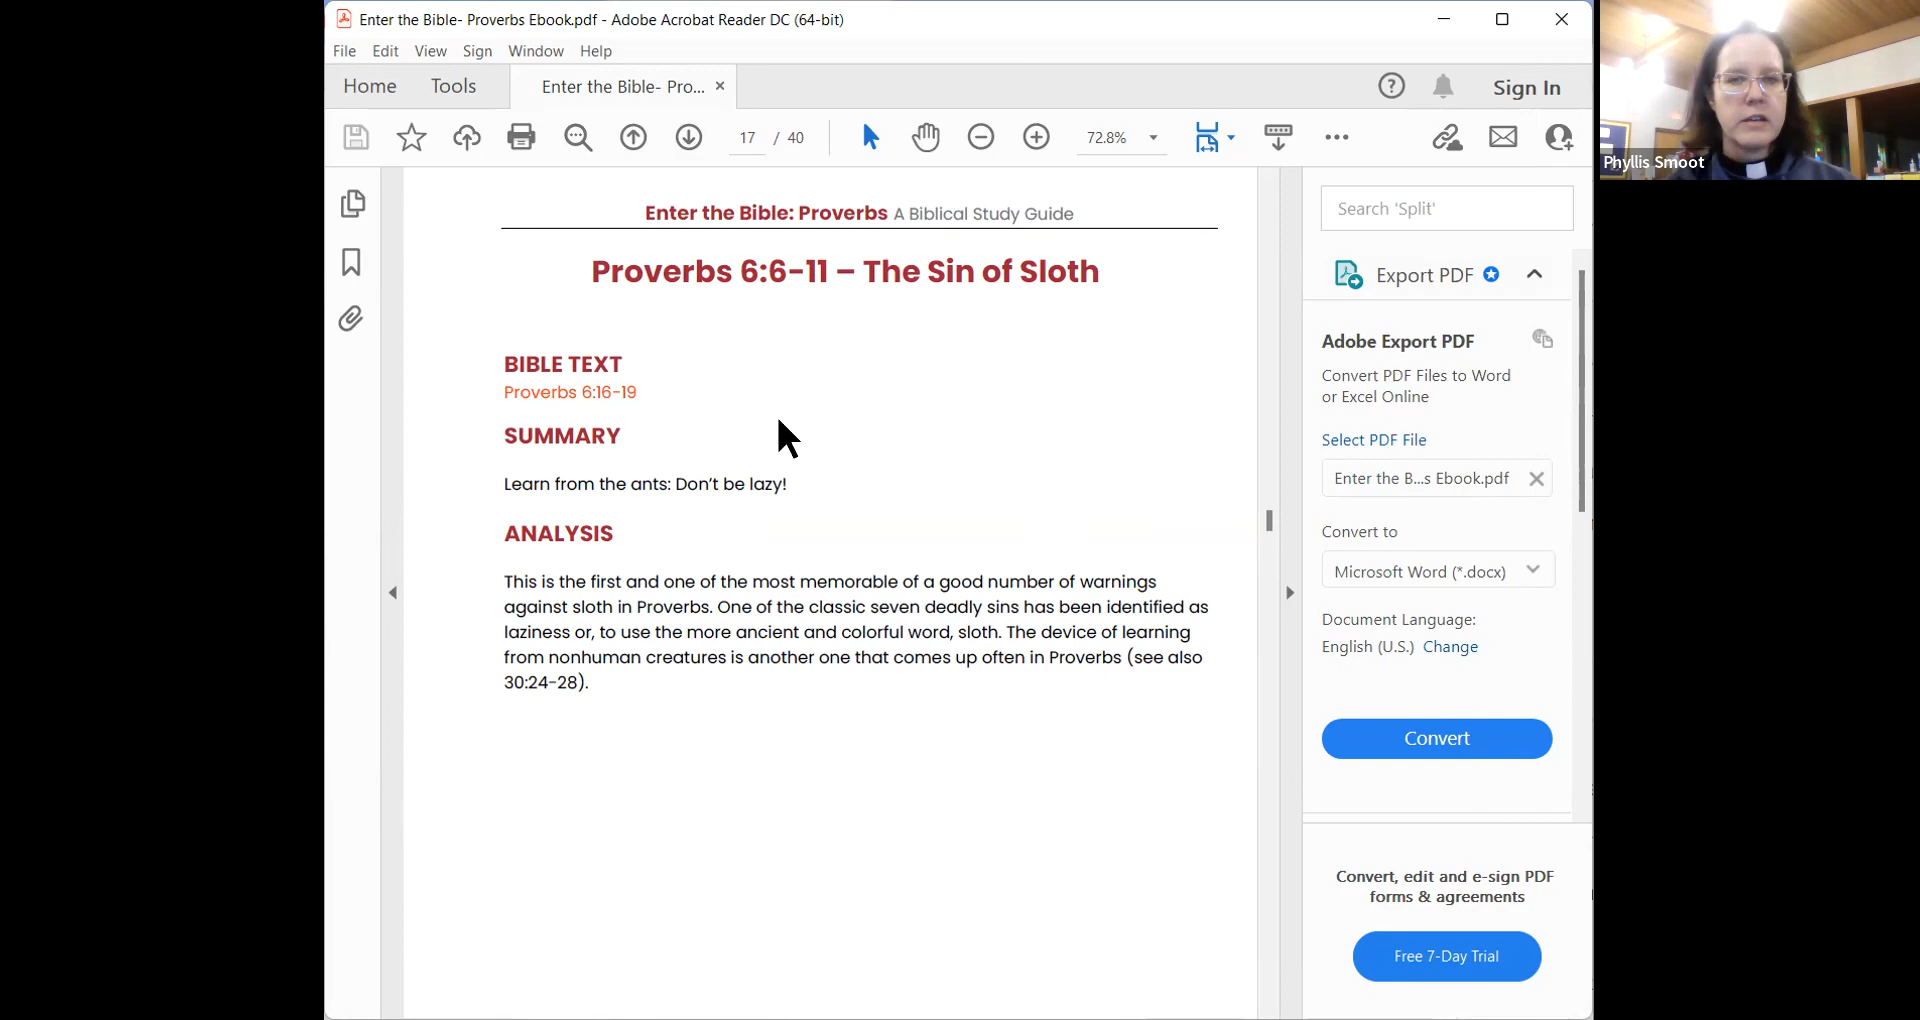 Enter the Bible- Proverbs Ebook.pdf - Adobe Acrobat Reader DC (64-bit)
File Edit View Sign Window Help
Home Tools Enter the Bible- Pro... × Sign In
17 / 40 72.8%
Enter the Bible: Proverbs A Biblical Study Guide
Proverbs 6:6-11 – The Sin of Sloth
BIBLE TEXT
Proverbs 6:16-19
SUMMARY
Learn from the ants: Don't be lazy!
ANALYSIS
This is the first and one of the most memorable of a good number of warnings
against sloth in Proverbs. One of the classic seven deadly sins has been identified as
laziness or, to use the more ancient and colorful word, sloth. The device of learning
from nonhuman creatures is another one that comes up often in Proverbs (see also
30:24-28).
Search 'Split'
Export PDF
Adobe Export PDF
Convert PDF Files to Word
or Excel Online
Select PDF File
Enter the B...s Ebook.pdf
Convert to
Microsoft Word (*.docx)
Document Language:
English (U.S.) Change
Convert
Convert, edit and e-sign PDF
forms & agreements
Free 7-Day Trial
Phyllis Smoot